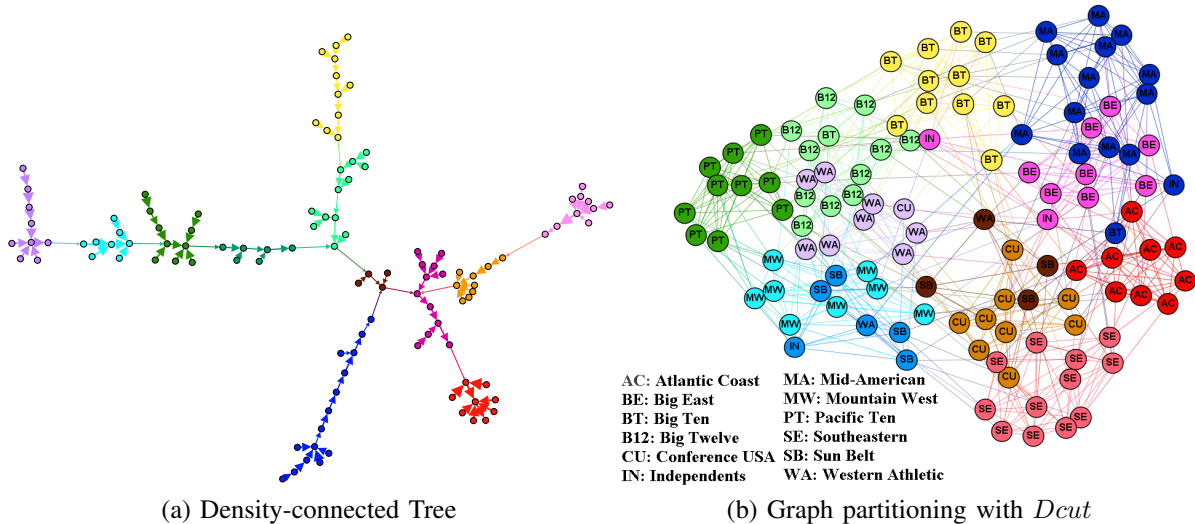 MA
BT
MA
MA
BT
BT
MA
MA
BT
MA
BT
MA
BT
MA
B12
BT
B12
BT
BT
BE
MA
BT
BE
B12
PT
BT
MA
B12
IN
BE
B12
PT
MA
MA
MA
BT
PT
WA
WA
B12
BE
BE
PT
PT
PT
IN
BE
BE
B12
B12
B12
WA
CU
PT
PT
AC
WA
WA
IN
B12
WA
BT
PT
PT
WA
WA
WA
CU
AC
AC
AC
MW
SB
MW
SB
AC
AC
SB
MW
SB
AC
AC
MW
MW
MW
CU
SB
CU
AC
MW
CU
CU
MW
WA
SB
CU
CU
SE
SE
IN
CU
SB
SE
SE
SE
CU
SE
SE
SE
SE
SE
SE
SE
SE
AC: Atlantic Coast
BE: Big East
BT: Big Ten
B12: Big Twelve
CU: Conference USA
IN: Independents
MA: Mid-American
MW: Mountain West
PT: Pacific Ten
SE: Southeastern
SB: Sun Belt
WA: Western Athletic
(a) Density-connected Tree
(b) Graph partitioning with Dcut